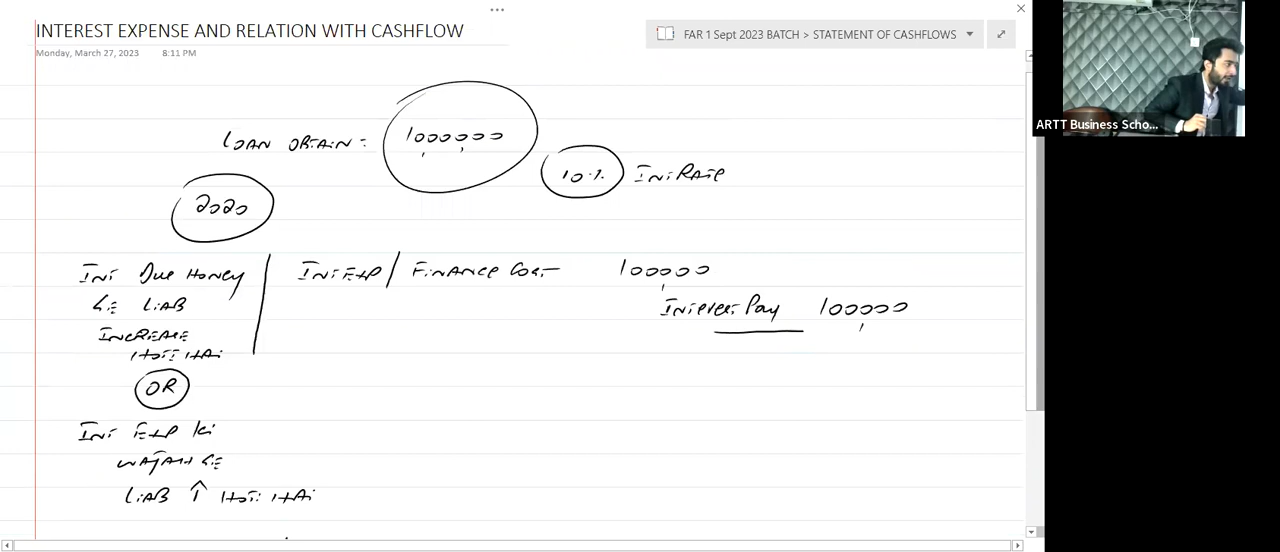 INTEREST EXPENSE AND RELATION WITH CASHFLOW
FAR 1 Sept 2023 BATCH > STATEMENT OF CASHFLOWS
Monday, March 27, 2023 8:11 PM
ARTT Business Scho...
LOAN OBTAIN = 1000000
10% INT RATE
2020
INT DUE HONEY
SE LIAB
INCREASE
HOTI HAI
INT EXP / FINANCE COST 100000
INTEREST Pay 100000
OR
INT EXP Ki
WAJAH SE
LIAB ↑ HOTI HAI